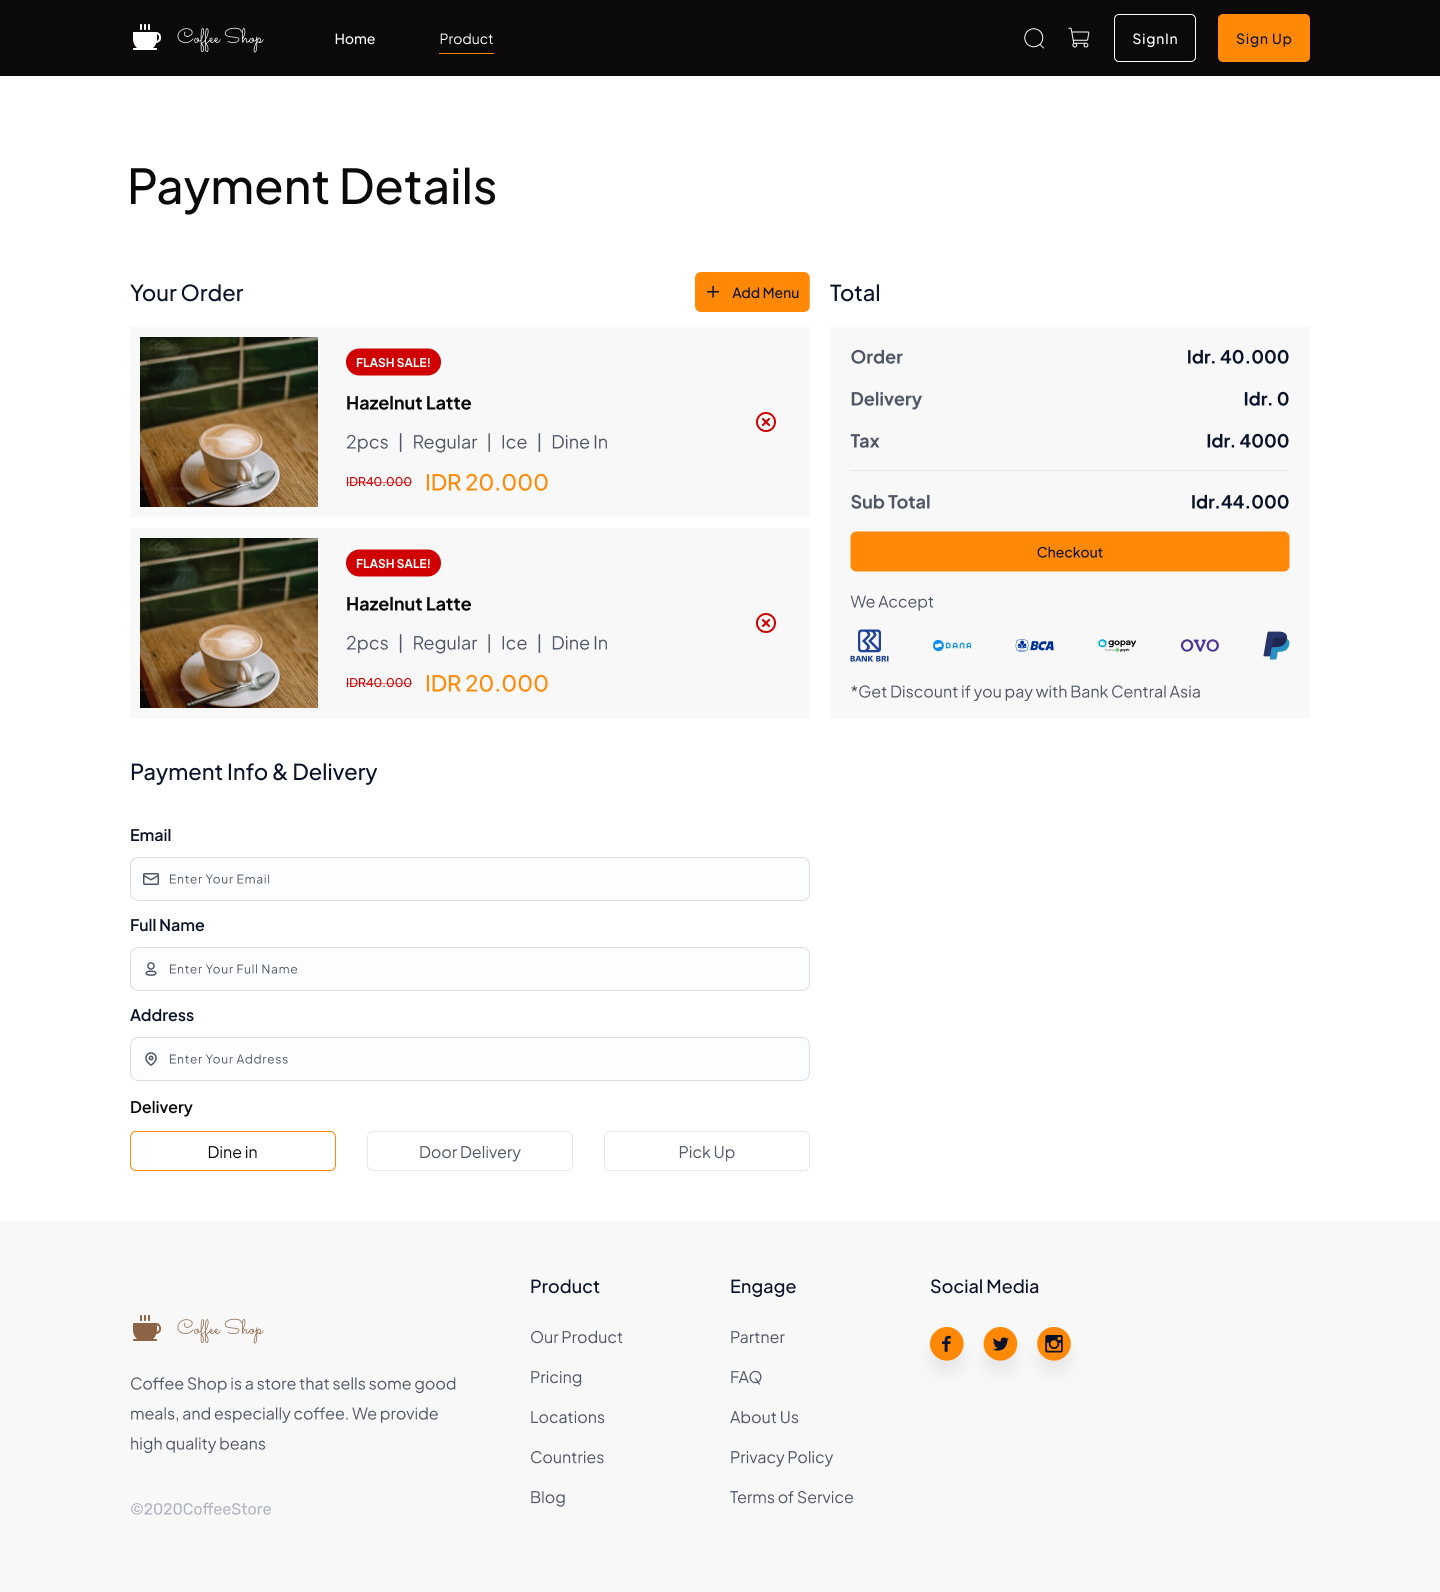 Coffee Shop
Home
Product
SignIn
Sign Up
Payment Details
Your Order
Add Menu
FLASH SALE!
Hazelnut Latte
2pcs | Regular | Ice | Dine In
IDR40.000 IDR 20.000
FLASH SALE!
Hazelnut Latte
2pcs | Regular | Ice | Dine In
IDR40.000 IDR 20.000
Total
Order Idr. 40.000
Delivery Idr. 0
Tax Idr. 4000
Sub Total Idr.44.000
Checkout
We Accept
BANK BRI
DANA
BCA
gopay
OVO
*Get Discount if you pay with Bank Central Asia
Payment Info & Delivery
Email
Enter Your Email
Full Name
Enter Your Full Name
Address
Enter Your Address
Delivery
Dine in
Door Delivery
Pick Up
Coffee Shop
Coffee Shop is a store that sells some good
meals, and especially coffee. We provide
high quality beans
©2020CoffeeStore
Product
Our Product
Pricing
Locations
Countries
Blog
Engage
Partner
FAQ
About Us
Privacy Policy
Terms of Service
Social Media